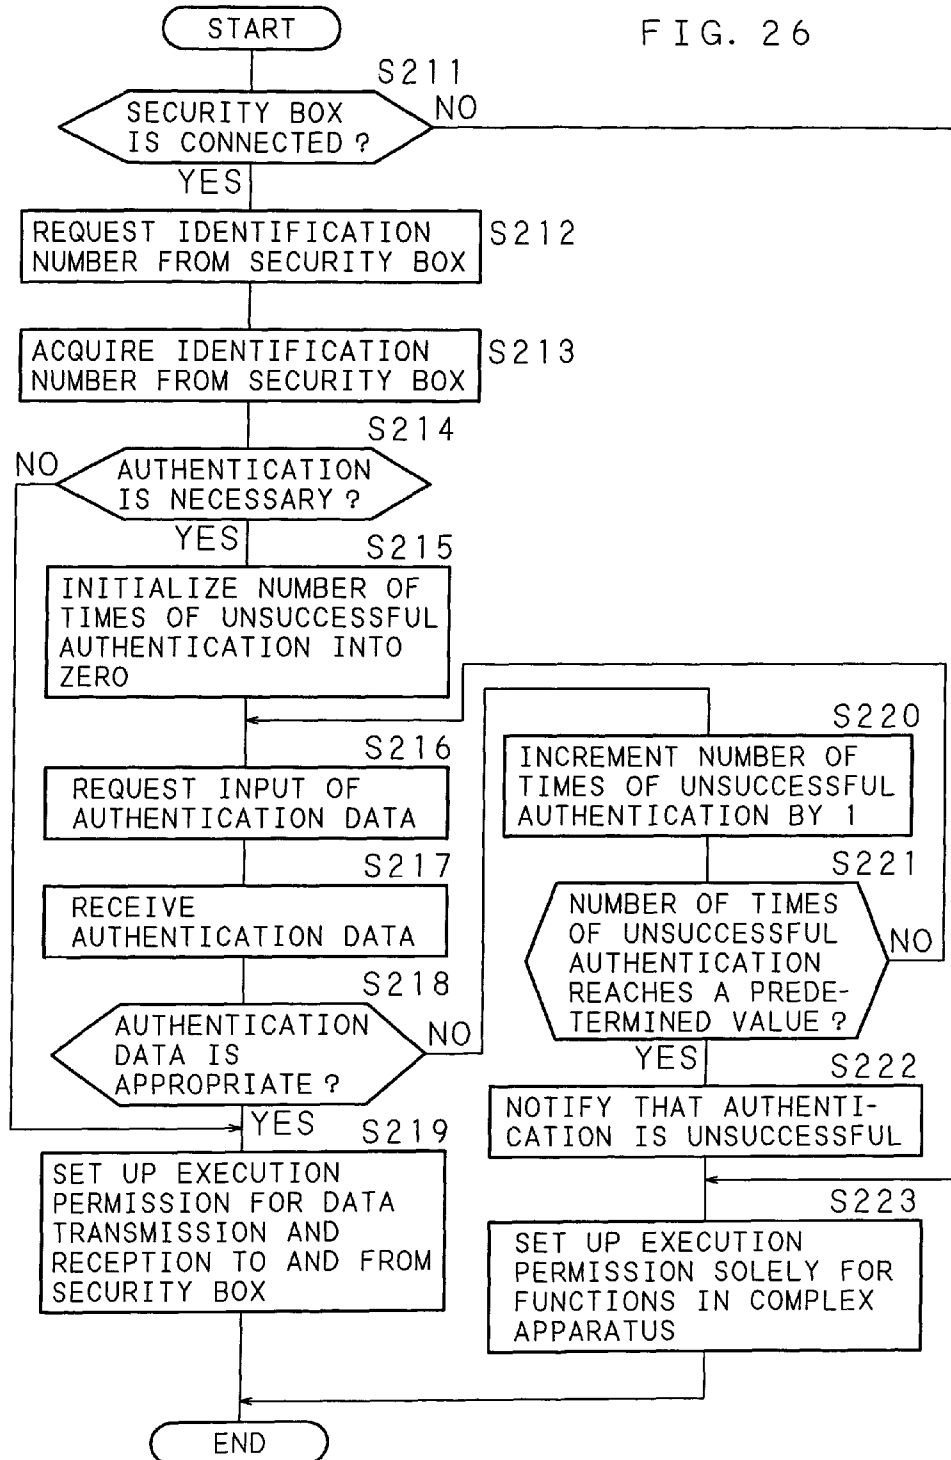 FIG. 26
START
S211
SECURITY BOX
IS CONNECTED?
NO
YES
REQUEST IDENTIFICATION
NUMBER FROM SECURITY BOX
S212
ACQUIRE IDENTIFICATION
NUMBER FROM SECURITY BOX
S213
S214
NO
AUTHENTICATION
IS NECESSARY?
YES
S215
INITIALIZE NUMBER OF
TIMES OF UNSUCCESSFUL
AUTHENTICATION INTO
ZERO
S216
REQUEST INPUT OF
AUTHENTICATION DATA
S217
RECEIVE
AUTHENTICATION DATA
S218
AUTHENTICATION
DATA IS
APPROPRIATE?
NO
YES
S219
SET UP EXECUTION
PERMISSION FOR DATA
TRANSMISSION AND
RECEPTION TO AND FROM
SECURITY BOX
S220
INCREMENT NUMBER OF
TIMES OF UNSUCCESSFUL
AUTHENTICATION BY 1
S221
NUMBER OF TIMES
OF UNSUCCESSFUL
AUTHENTICATION
REACHES A PREDE-
TERMINED VALUE?
NO
YES
S222
NOTIFY THAT AUTHENTI-
CATION IS UNSUCCESSFUL
S223
SET UP EXECUTION
PERMISSION SOLELY FOR
FUNCTIONS IN COMPLEX
APPARATUS
END